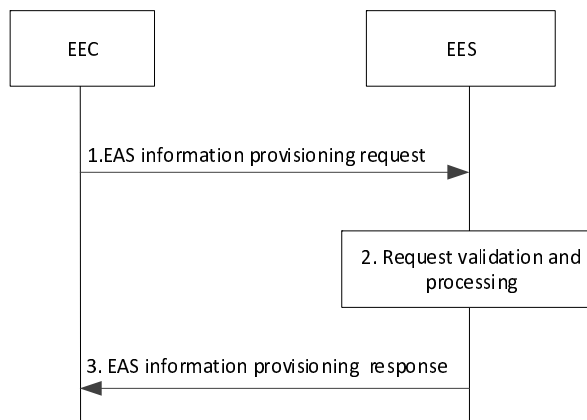 EEC
EES
1.EAS information provisioning request
2. Request validation and
processing
3. EAS information provisioning response